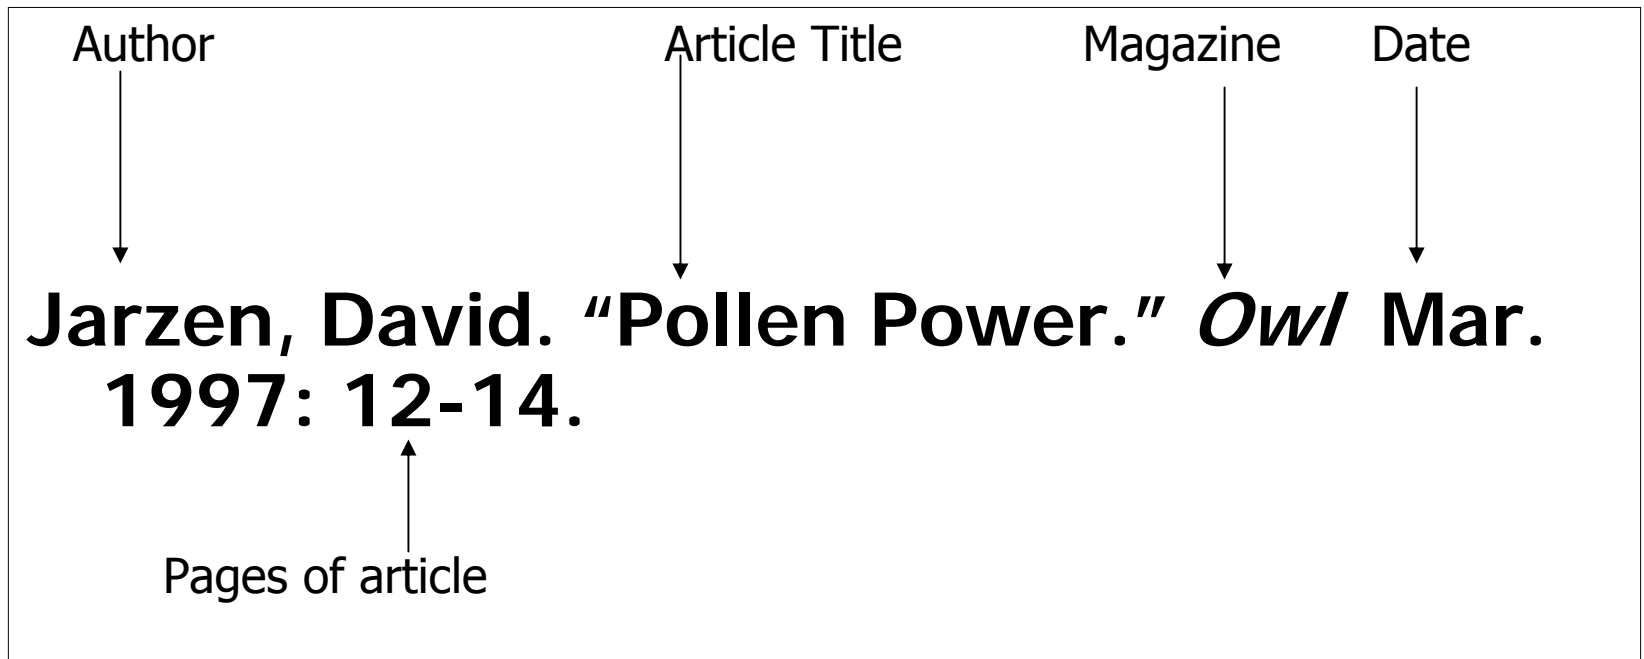 Author Article Title Magazine Date
Jarzen, David. “Pollen Power.” Owl Mar.
1997: 12-14.
Pages of article